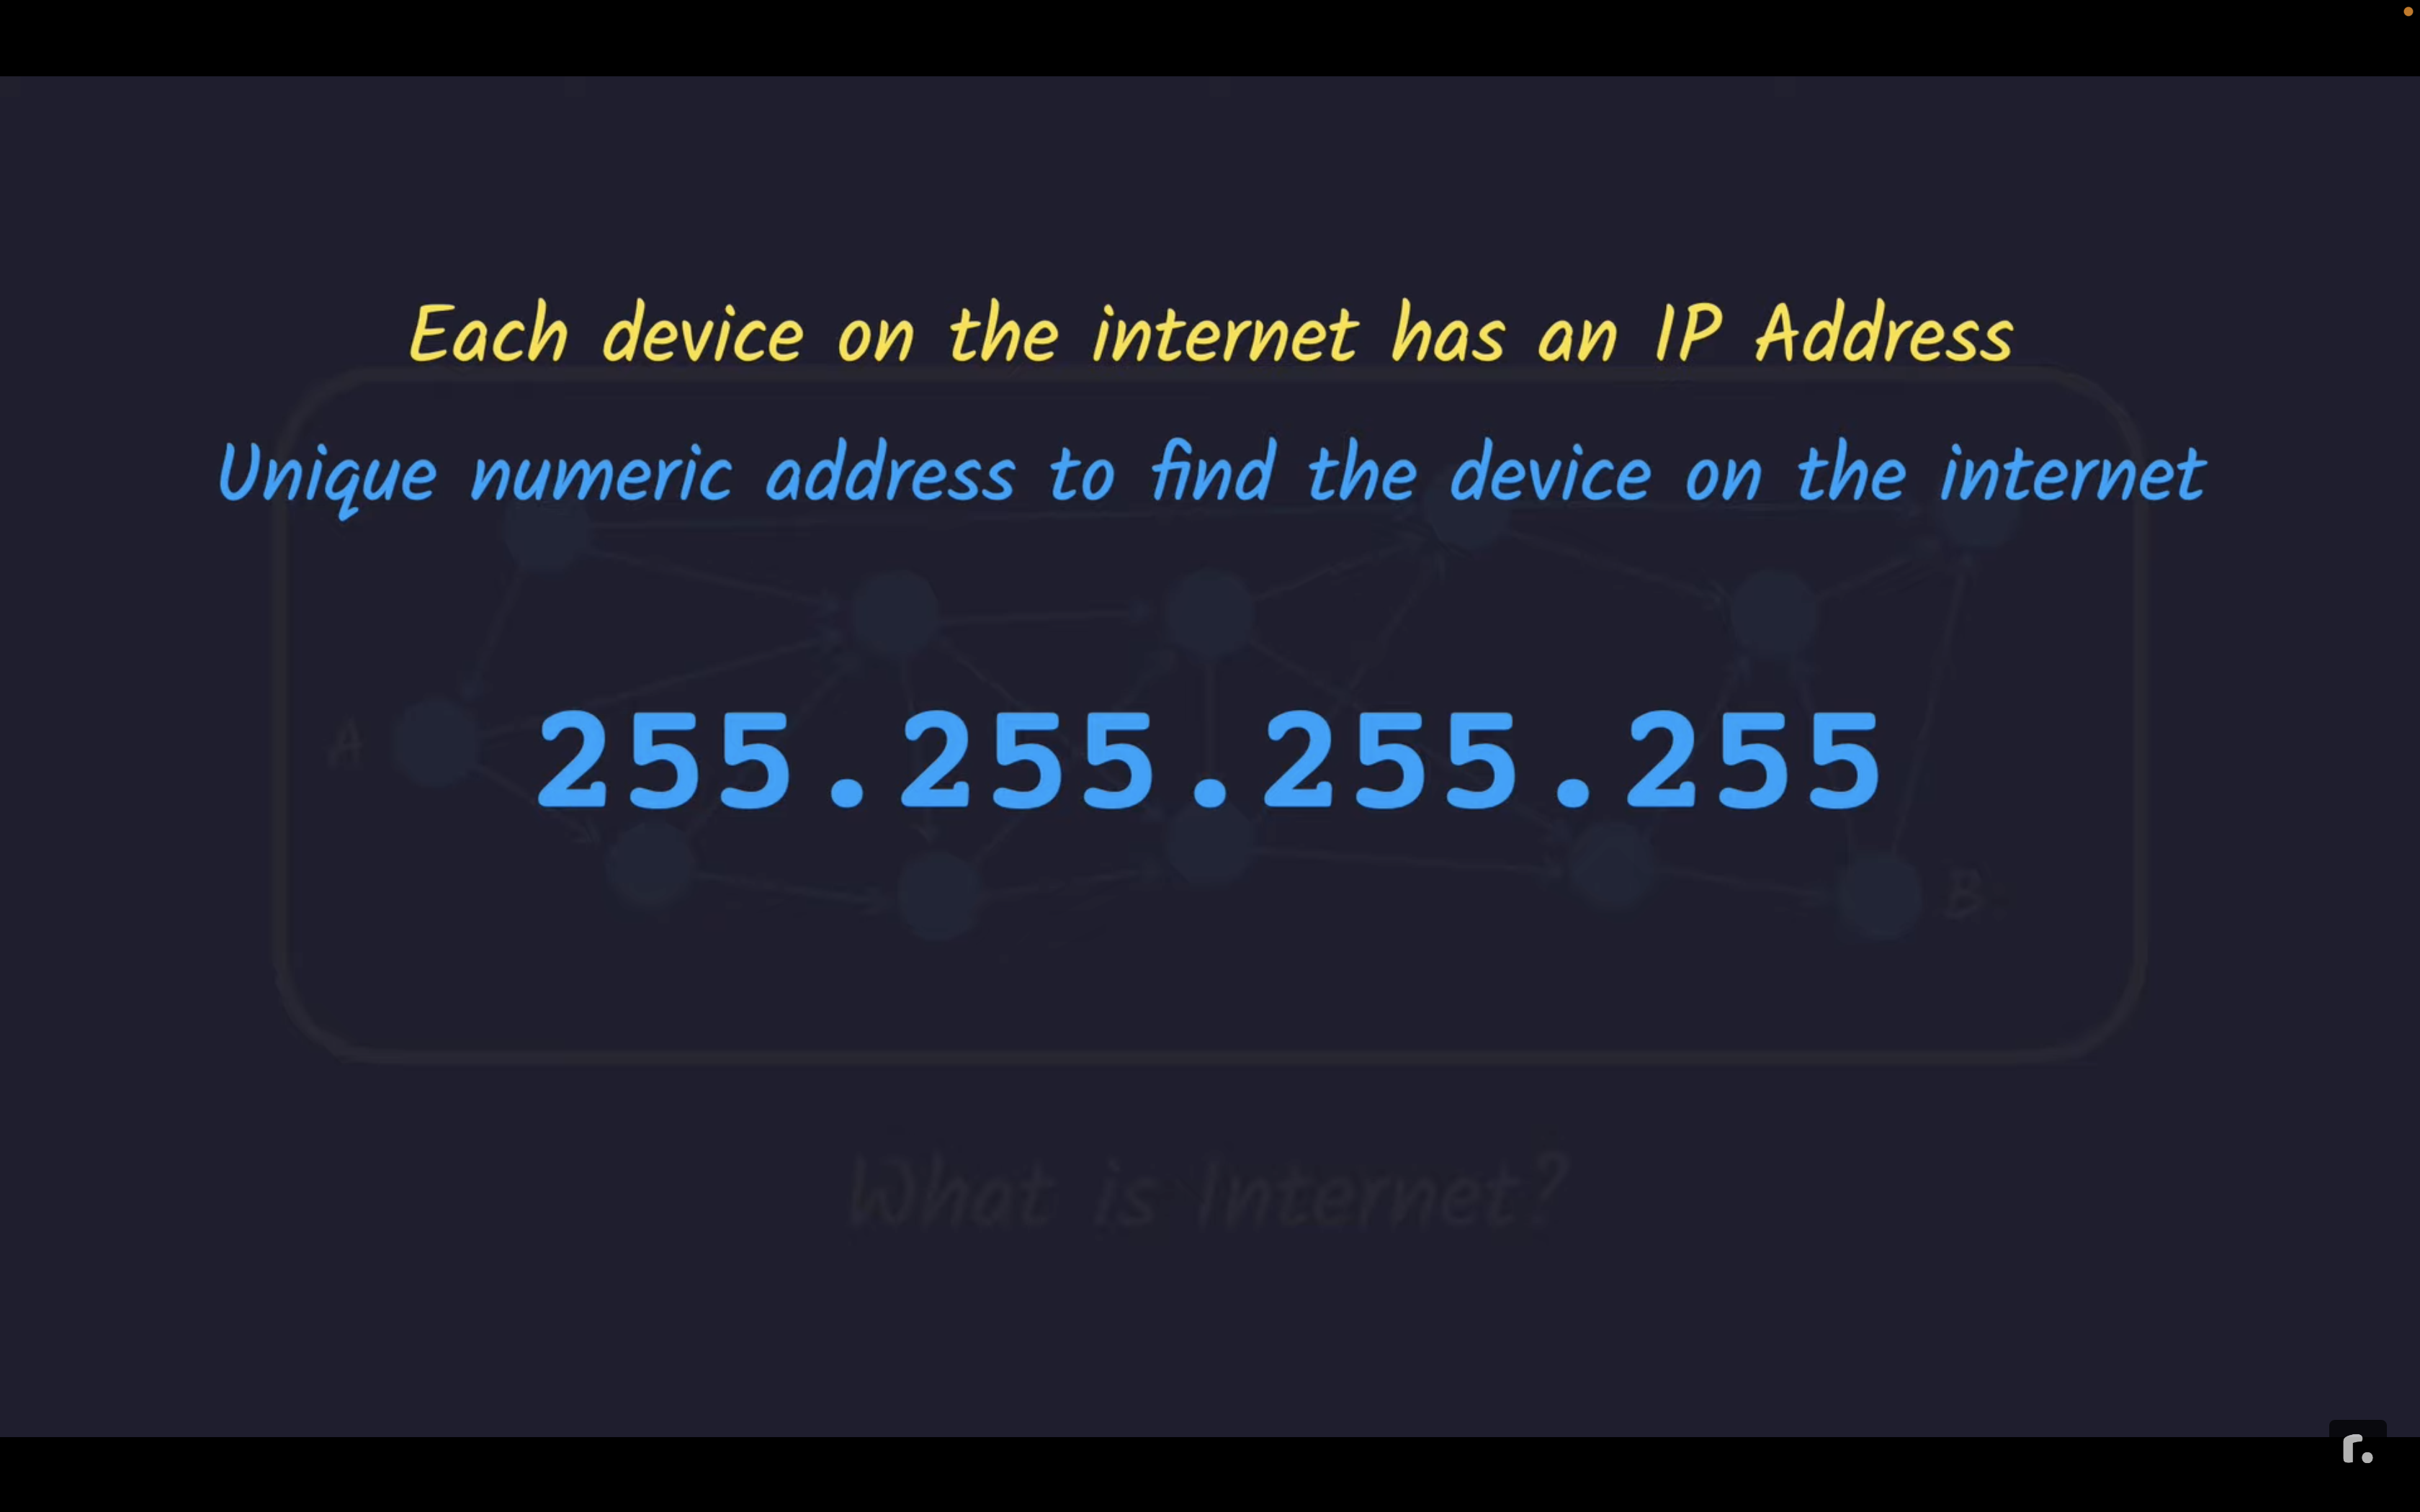 Each device on the internet has an IP Address
Unique numeric address to find the device on the internet
255.255.255.255
A
B
What is Internet?
r.